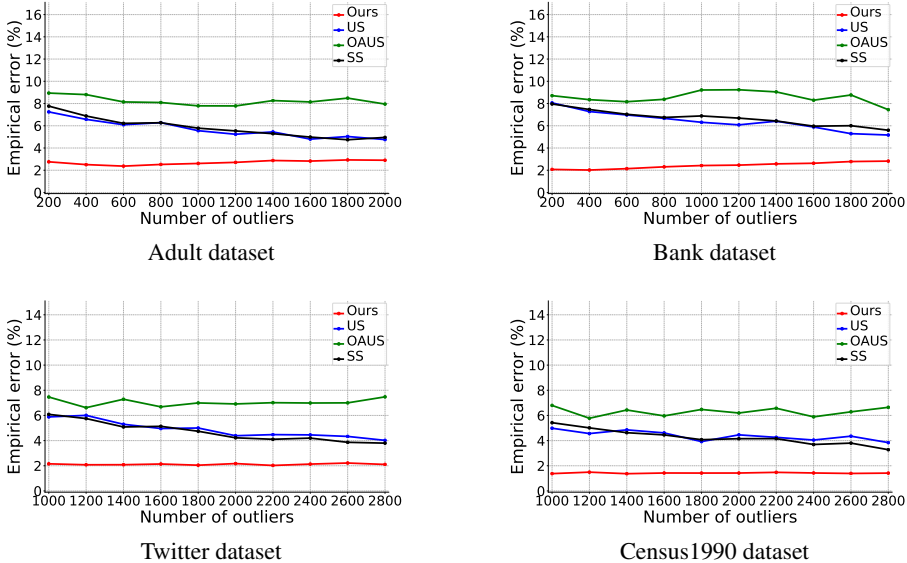 Empirical error (%)
16
14
12
10
8
6
4
2
0
200 400 600 800 1000 1200 1400 1600 1800 2000
Number of outliers
Ours
US
OAUS
SS
Adult dataset
Empirical error (%)
16
14
12
10
8
6
4
2
0
200 400 600 800 1000 1200 1400 1600 1800 2000
Number of outliers
Ours
US
OAUS
SS
Bank dataset
Empirical error (%)
14
12
10
8
6
4
2
0
1000 1200 1400 1600 1800 2000 2200 2400 2600 2800
Number of outliers
Ours
US
OAUS
SS
Twitter dataset
Empirical error (%)
14
12
10
8
6
4
2
0
1000 1200 1400 1600 1800 2000 2200 2400 2600 2800
Number of outliers
Ours
US
OAUS
SS
Census1990 dataset